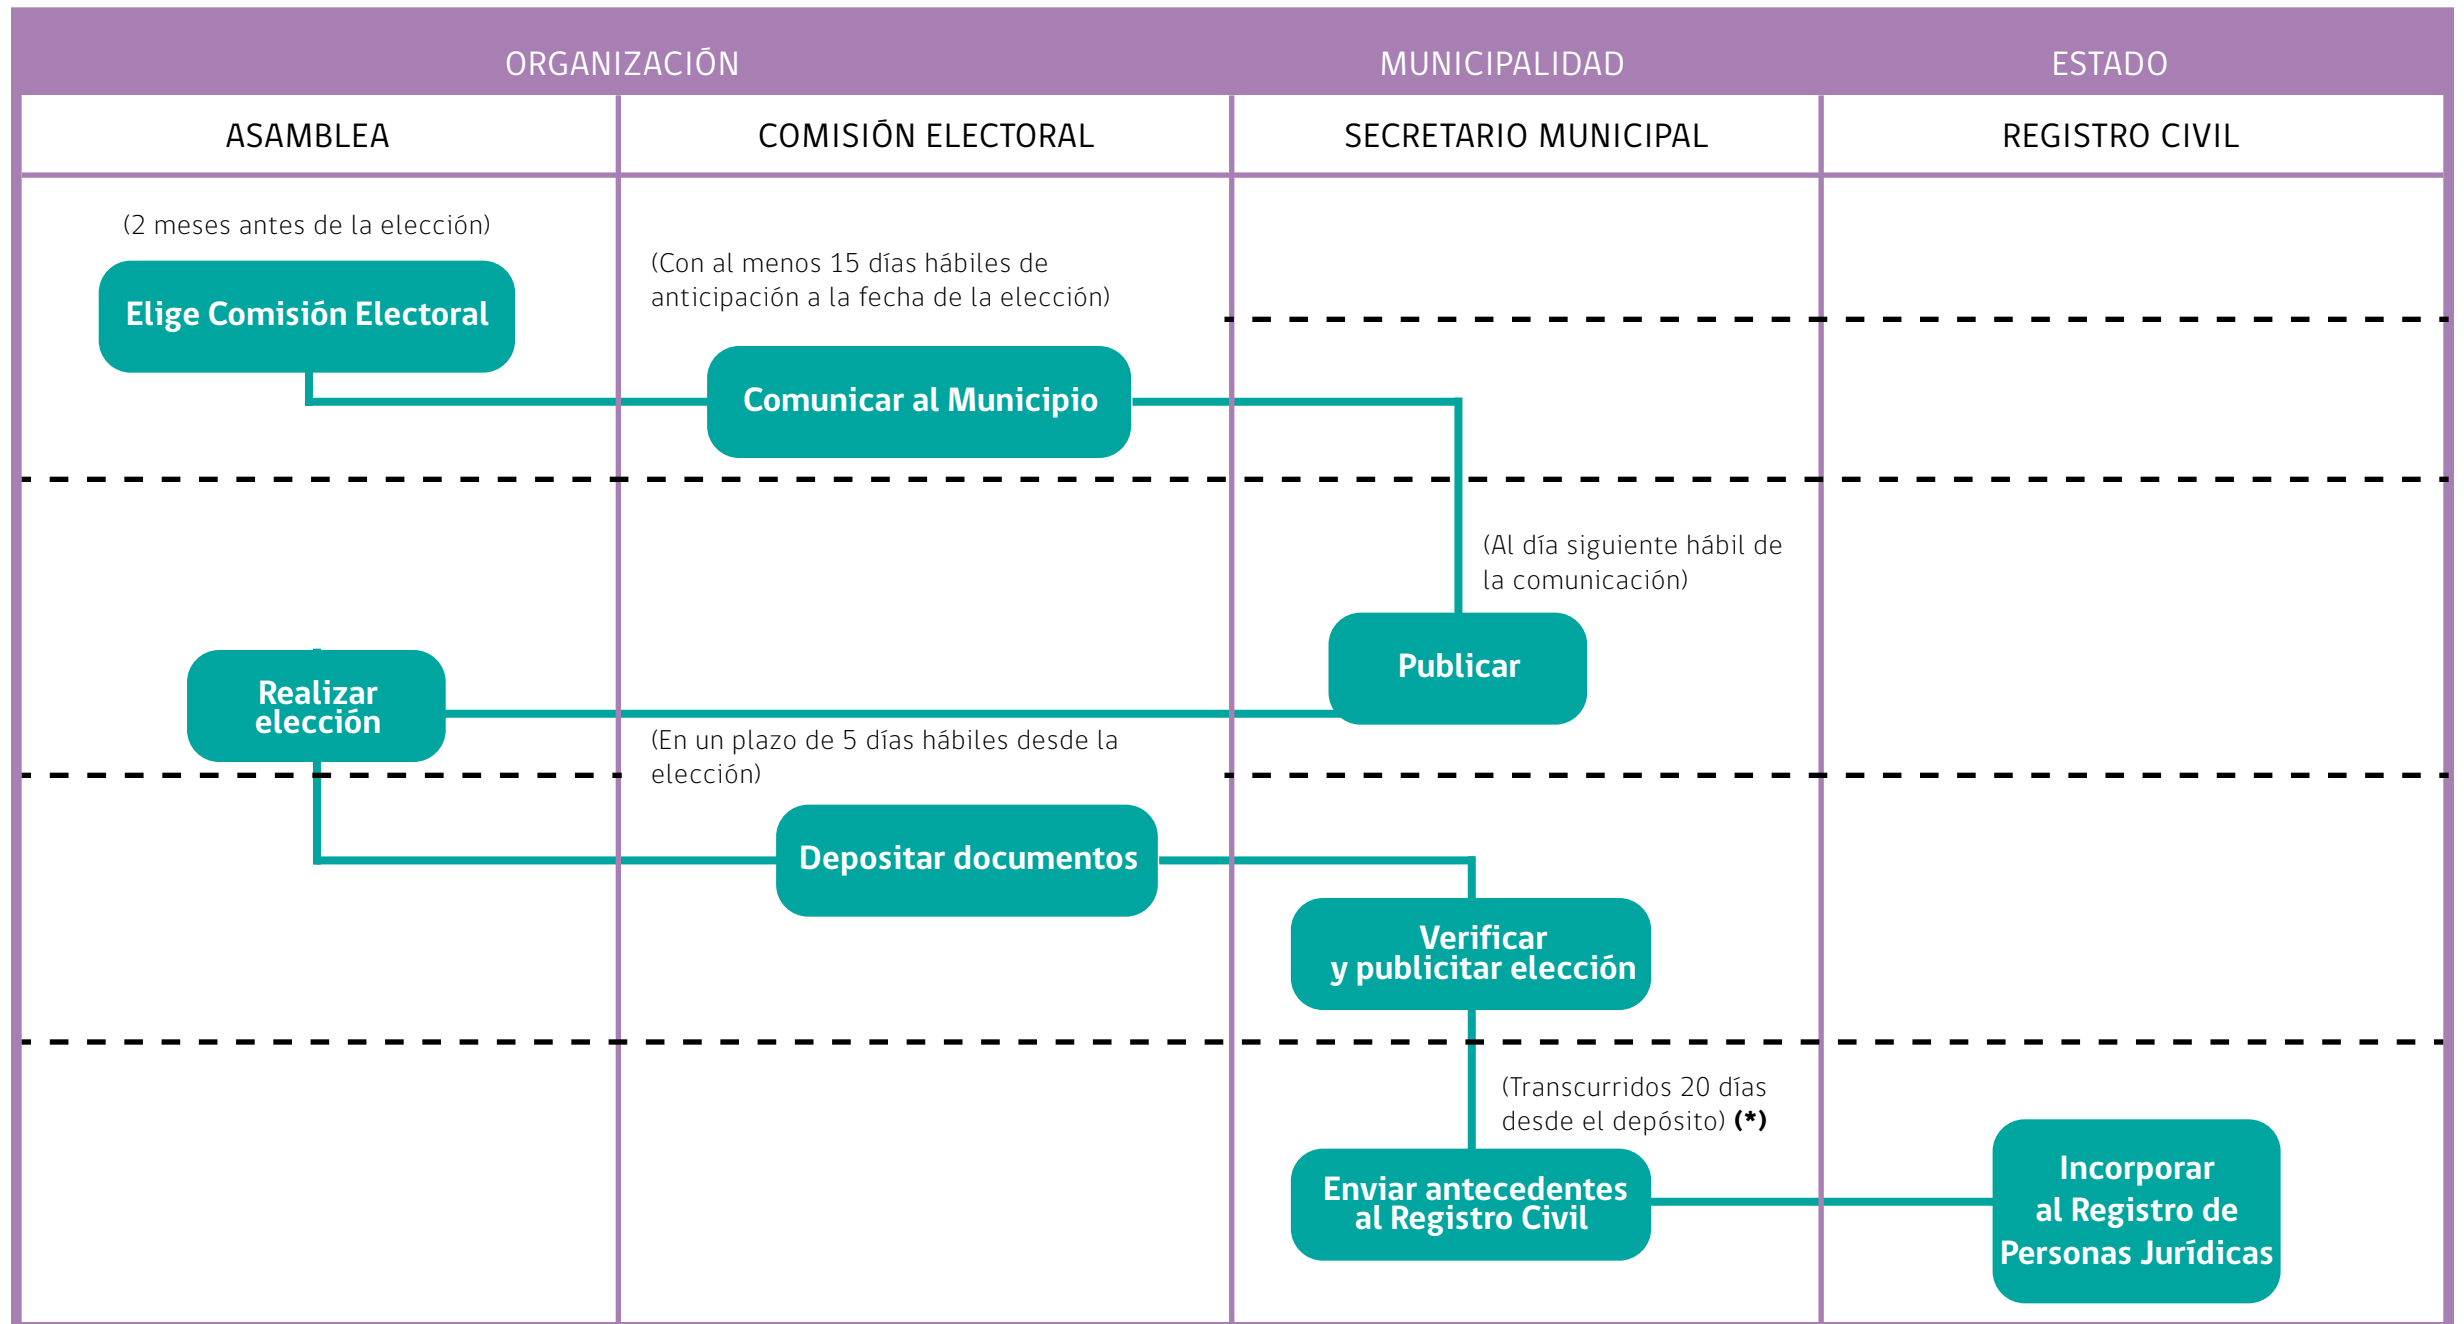 ORGANIZACIÓN
MUNICIPALIDAD
ESTADO
ASAMBLEA
COMISIÓN ELECTORAL
SECRETARIO MUNICIPAL
REGISTRO CIVIL
(2 meses antes de la elección)
Elige Comisión Electoral
(Con al menos 15 días hábiles de
anticipación a la fecha de la elección)
Comunicar al Municipio
(Al día siguiente hábil de
la comunicación)
Publicar
Realizar
elección
(En un plazo de 5 días hábiles desde la
elección)
Depositar documentos
Verificar
y publicitar elección
(Transcurridos 20 días
desde el depósito) (*)
Enviar antecedentes
al Registro Civil
Incorporar
al Registro de
Personas Jurídicas